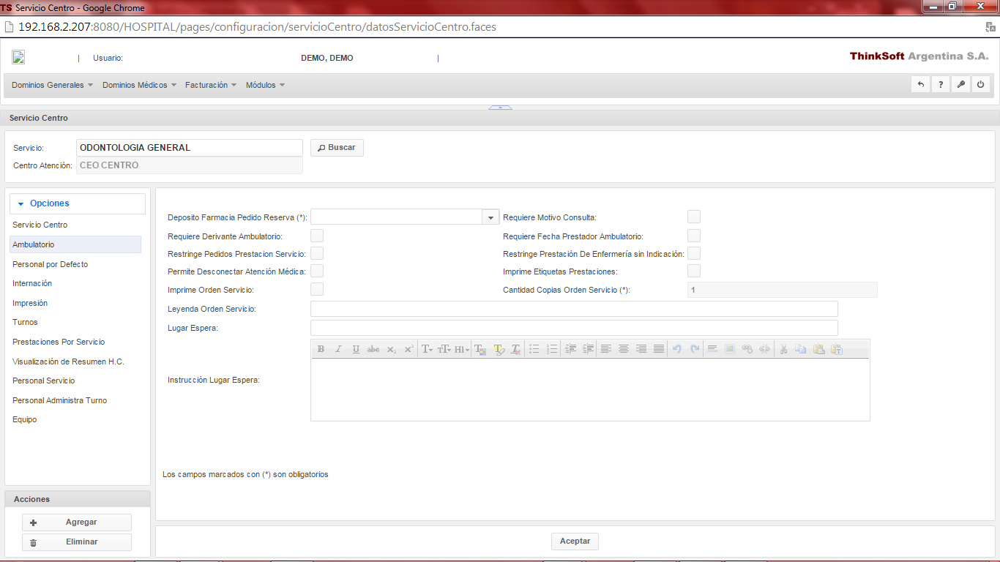 TS Servicio Centro - Google Chrome
192.168.2.207:8080/HOSPITAL/pages/configuracion/servicioCentro/datosServicioCentro.faces
| Usuario: DEMO, DEMO | ThinkSoft Argentina S.A.
Dominios Generales Dominios Médicos Facturación Módulos ?
Servicio Centro
Servicio: ODONTOLOGIA GENERAL Buscar
Centro Atención: CEO CENTRO
Opciones
Servicio Centro
Ambulatorio
Personal por Defecto
Internación
Impresión
Turnos
Prestaciones Por Servicio
Visualización de Resumen H.C.
Personal Servicio
Personal Administra Turno
Equipo
Deposito Farmacia Pedido Reserva (*): Requiere Motivo Consulta:
Requiere Derivante Ambulatorio: Requiere Fecha Prestador Ambulatorio:
Restringe Pedidos Prestacion Servicio: Restringe Prestación De Enfermería sin Indicación:
Permite Desconectar Atención Médica: Imprime Etiquetas Prestaciones:
Imprime Orden Servicio: Cantidad Copias Orden Servicio (*): 1
Leyenda Orden Servicio:
Lugar Espera:
B I U abc x₂ x² T TT H1 T T T
Instrucción Lugar Espera:
Los campos marcados con (*) son obligatorios
Acciones
Agregar
Eliminar
Aceptar